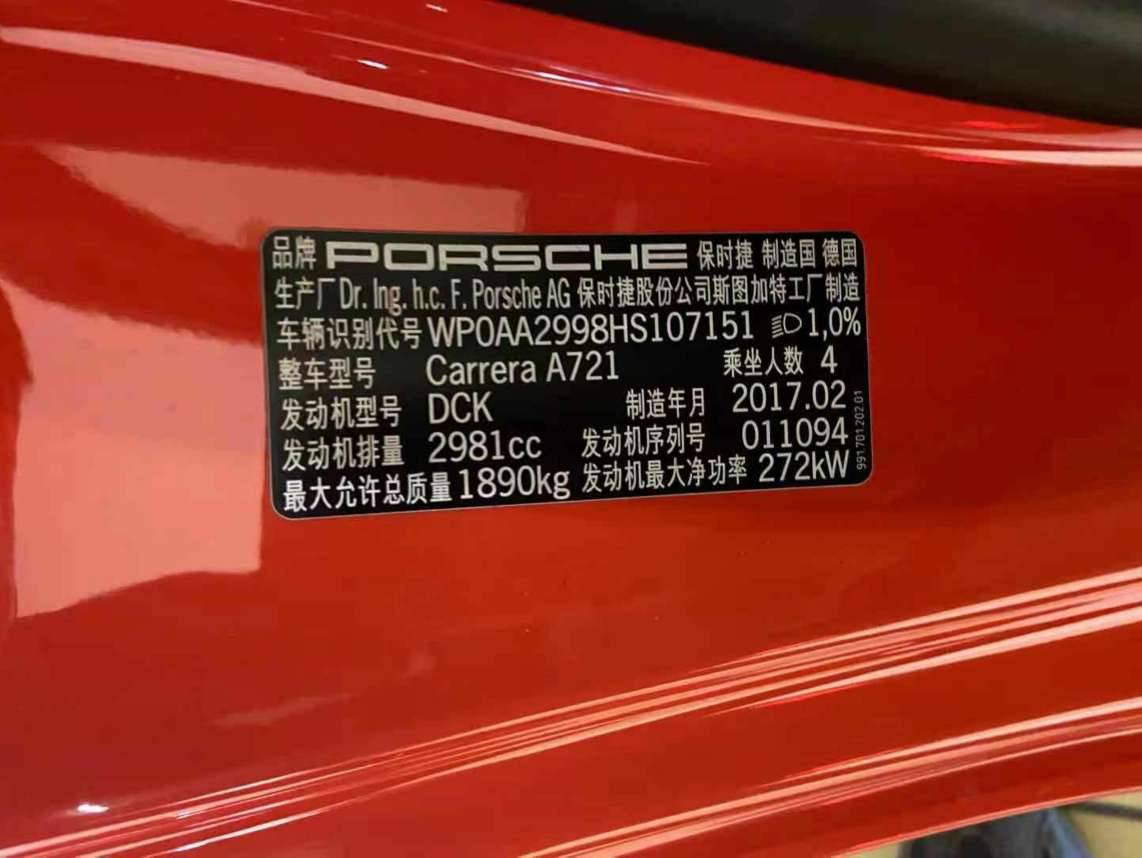 品牌 PORSCHE 保时捷 制造国 德国
生产厂 Dr. Ing. h.c. F. Porsche AG 保时捷股份公司斯图加特工厂制造
车辆识别代号 WP0AA2998HS107151 1,0%
整车型号 Carrera A721 乘坐人数 4
发动机型号 DCK 制造年月 2017.02
发动机排量 2981cc 发动机序列号 011094
最大允许总质量 1890kg 发动机最大净功率 272kW
991.701.202.01